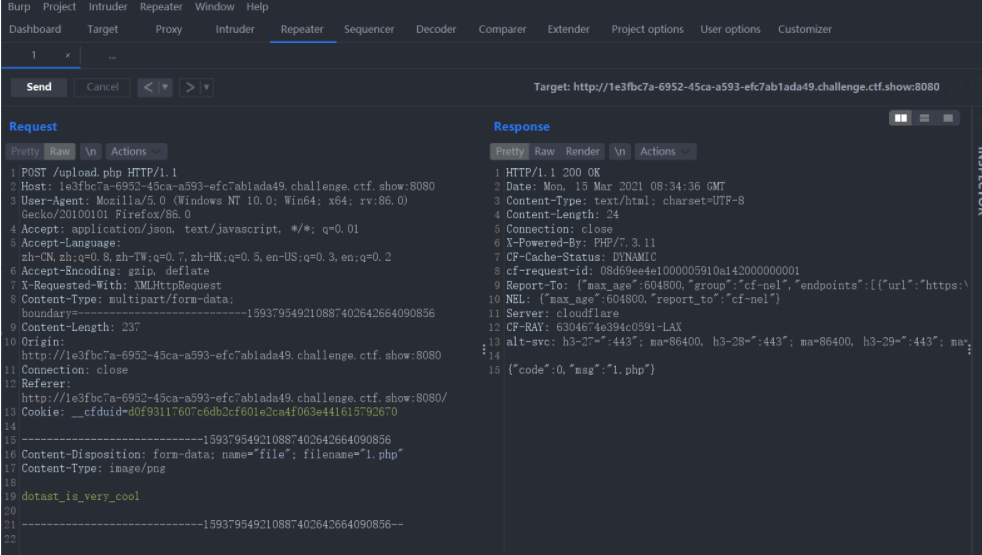 Burp Project Intruder Repeater Window Help
Dashboard Target Proxy Intruder Repeater Sequencer Decoder Comparer Extender Project options User options Customizer
1 × ...
Send Cancel < > Target: http://1e3fbc7a-6952-45ca-a593-efc7ab1ada49.challenge.ctf.show:8080
Request
Pretty Raw \n Actions
1 POST /upload.php HTTP/1.1
2 Host: 1e3fbc7a-6952-45ca-a593-efc7ab1ada49.challenge.ctf.show:8080
3 User-Agent: Mozilla/5.0 (Windows NT 10.0; Win64; x64; rv:86.0)
Gecko/20100101 Firefox/86.0
4 Accept: application/json, text/javascript, */*; q=0.01
5 Accept-Language:
zh-CN,zh;q=0.8,zh-TW;q=0.7,zh-HK;q=0.5,en-US;q=0.3,en;q=0.2
6 Accept-Encoding: gzip, deflate
7 X-Requested-With: XMLHttpRequest
8 Content-Type: multipart/form-data;
boundary=---------------------------159379549210887402642664090856
9 Content-Length: 237
10 Origin:
http://1e3fbc7a-6952-45ca-a593-efc7ab1ada49.challenge.ctf.show:8080
11 Connection: close
12 Referer:
http://1e3fbc7a-6952-45ca-a593-efc7ab1ada49.challenge.ctf.show:8080/
13 Cookie: __cfduid=d0f93117607c6db2cf601e2ca4f063e441615792670
14
15 -----------------------------159379549210887402642664090856
16 Content-Disposition: form-data; name="file"; filename="1.php"
17 Content-Type: image/png
18
19 dotast_is_very_cool
20
21 -----------------------------159379549210887402642664090856--
22
Response
Pretty Raw Render \n Actions
1 HTTP/1.1 200 OK
2 Date: Mon, 15 Mar 2021 08:34:36 GMT
3 Content-Type: text/html; charset=UTF-8
4 Content-Length: 24
5 Connection: close
6 X-Powered-By: PHP/7.3.11
7 CF-Cache-Status: DYNAMIC
8 cf-request-id: 08d69ee4e1000005910a142000000001
9 Report-To: {"max_age":604800,"group":"cf-nel","endpoints":[{"url":"https:\
10 NEL: {"max_age":604800,"report_to":"cf-nel"}
11 Server: cloudflare
12 CF-RAY: 6304674e394c0591-LAX
13 alt-svc: h3-27=":443"; ma=86400, h3-28=":443"; ma=86400, h3-29=":443"; ma=
14
15 {"code":0,"msg":"1.php"}
INSPECTOR